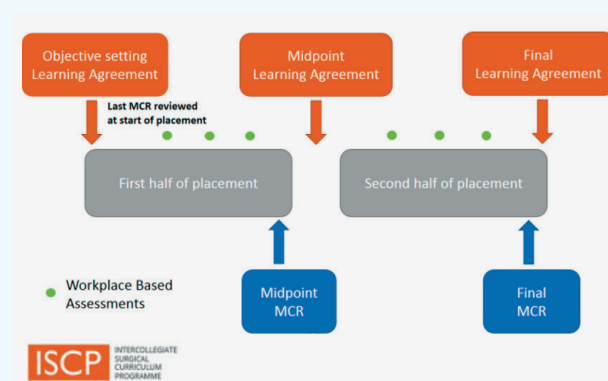 Objective setting
Learning Agreement
Midpoint
Learning Agreement
Final
Learning Agreement
Last MCR reviewed
at start of placement
First half of placement
Second half of placement
Workplace Based
Assessments
Midpoint
MCR
Final
MCR
ISCP
INTERCOLLEGIATE
SURGICAL
CURRICULUM
PROGRAMME